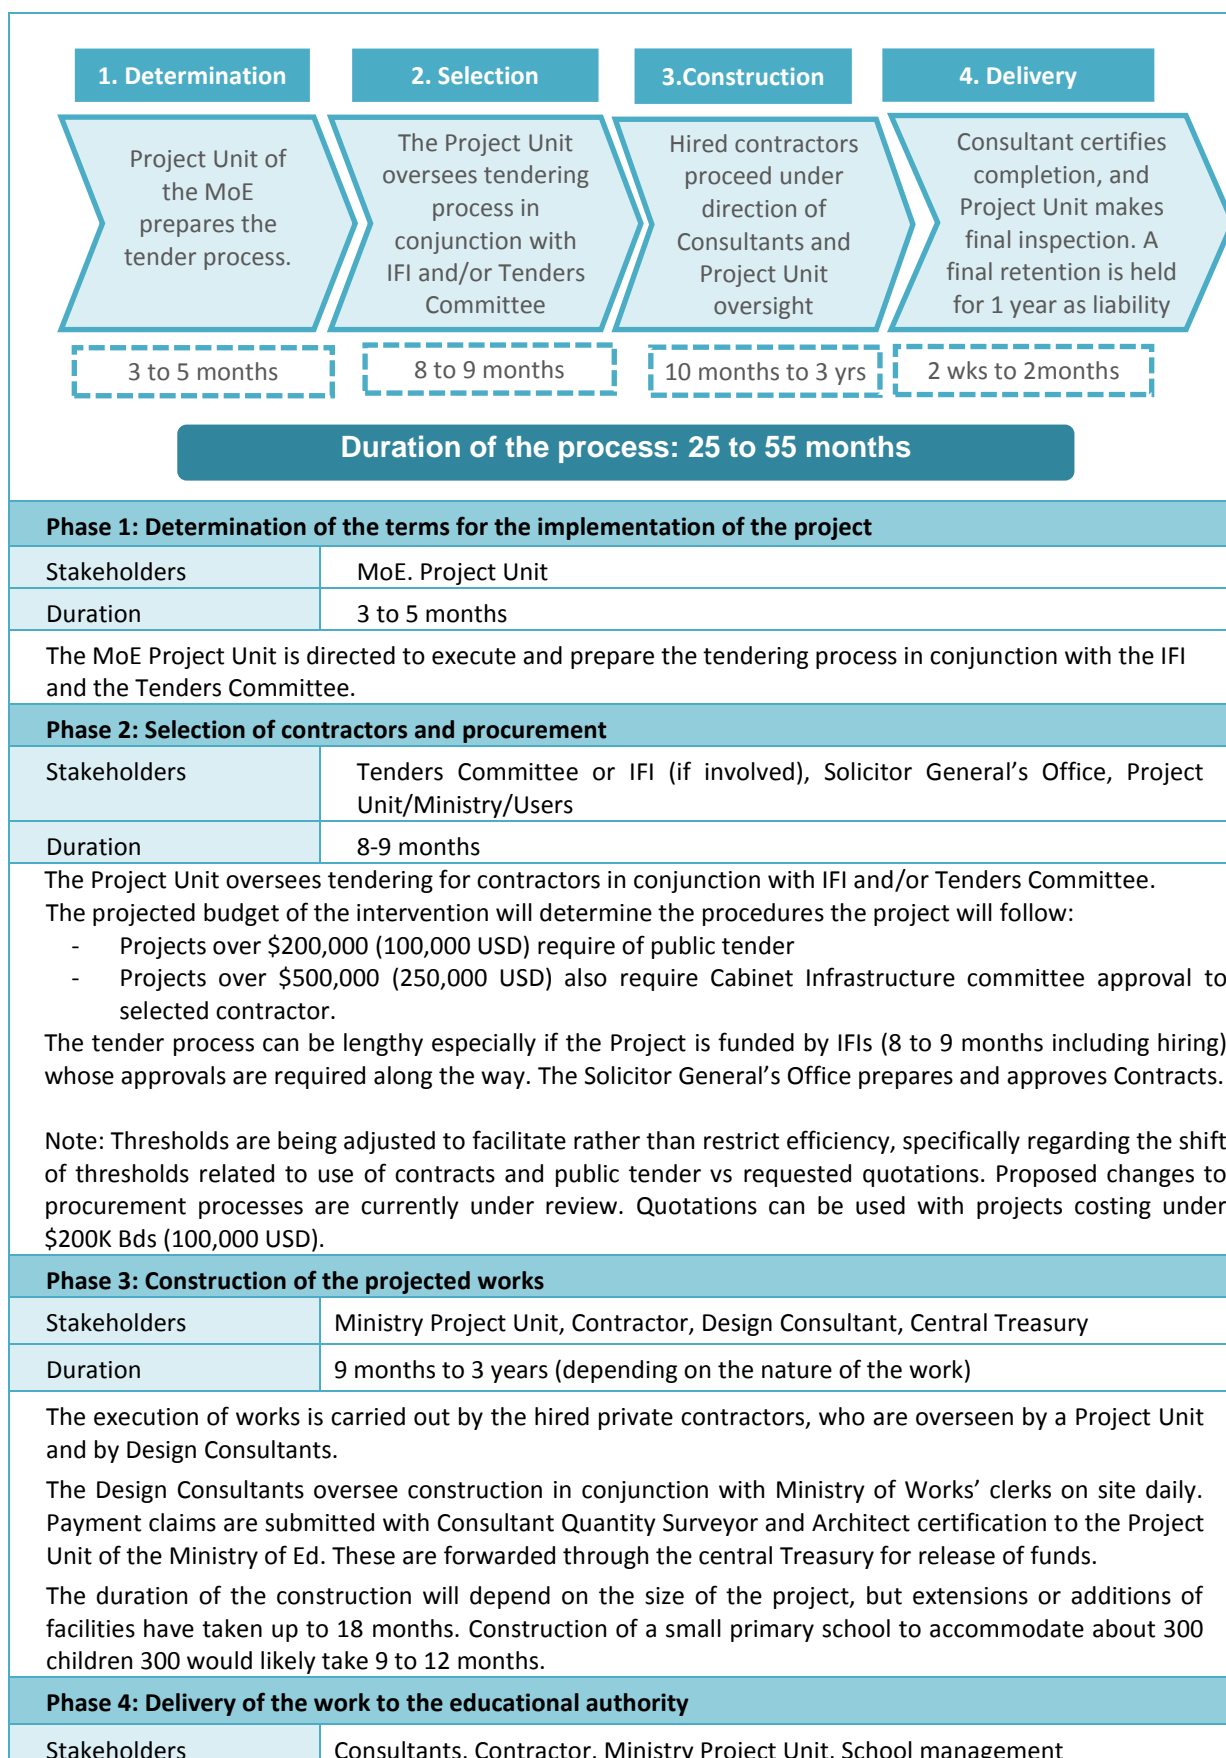 1. Determination
2. Selection
3.Construction
4. Delivery
Project Unit of
the MoE
prepares the
tender process.
The Project Unit
oversees tendering
process in
conjunction with
IFI and/or Tenders
Committee
Hired contractors
proceed under
direction of
Consultants and
Project Unit
oversight
Consultant certifies
completion, and
Project Unit makes
final inspection. A
final retention is held
for 1 year as liability
3 to 5 months
8 to 9 months
10 months to 3 yrs
2 wks to 2months
Duration of the process: 25 to 55 months
Phase 1: Determination of the terms for the implementation of the project
Stakeholders
MoE. Project Unit
Duration
3 to 5 months
The MoE Project Unit is directed to execute and prepare the tendering process in conjunction with the IFI
and the Tenders Committee.
Phase 2: Selection of contractors and procurement
Stakeholders
Tenders Committee or IFI (if involved), Solicitor General’s Office, Project
Unit/Ministry/Users
Duration
8-9 months
The Project Unit oversees tendering for contractors in conjunction with IFI and/or Tenders Committee.
The projected budget of the intervention will determine the procedures the project will follow:
- Projects over $200,000 (100,000 USD) require of public tender
- Projects over $500,000 (250,000 USD) also require Cabinet Infrastructure committee approval to
selected contractor.
The tender process can be lengthy especially if the Project is funded by IFIs (8 to 9 months including hiring)
whose approvals are required along the way. The Solicitor General’s Office prepares and approves Contracts.
Note: Thresholds are being adjusted to facilitate rather than restrict efficiency, specifically regarding the shift
of thresholds related to use of contracts and public tender vs requested quotations. Proposed changes to
procurement processes are currently under review. Quotations can be used with projects costing under
$200K Bds (100,000 USD).
Phase 3: Construction of the projected works
Stakeholders
Ministry Project Unit, Contractor, Design Consultant, Central Treasury
Duration
9 months to 3 years (depending on the nature of the work)
The execution of works is carried out by the hired private contractors, who are overseen by a Project Unit
and by Design Consultants.
The Design Consultants oversee construction in conjunction with Ministry of Works’ clerks on site daily.
Payment claims are submitted with Consultant Quantity Surveyor and Architect certification to the Project
Unit of the Ministry of Ed. These are forwarded through the central Treasury for release of funds.
The duration of the construction will depend on the size of the project, but extensions or additions of
facilities have taken up to 18 months. Construction of a small primary school to accommodate about 300
children 300 would likely take 9 to 12 months.
Phase 4: Delivery of the work to the educational authority
Stakeholders
Consultants, Contractor, Ministry Project Unit, School management